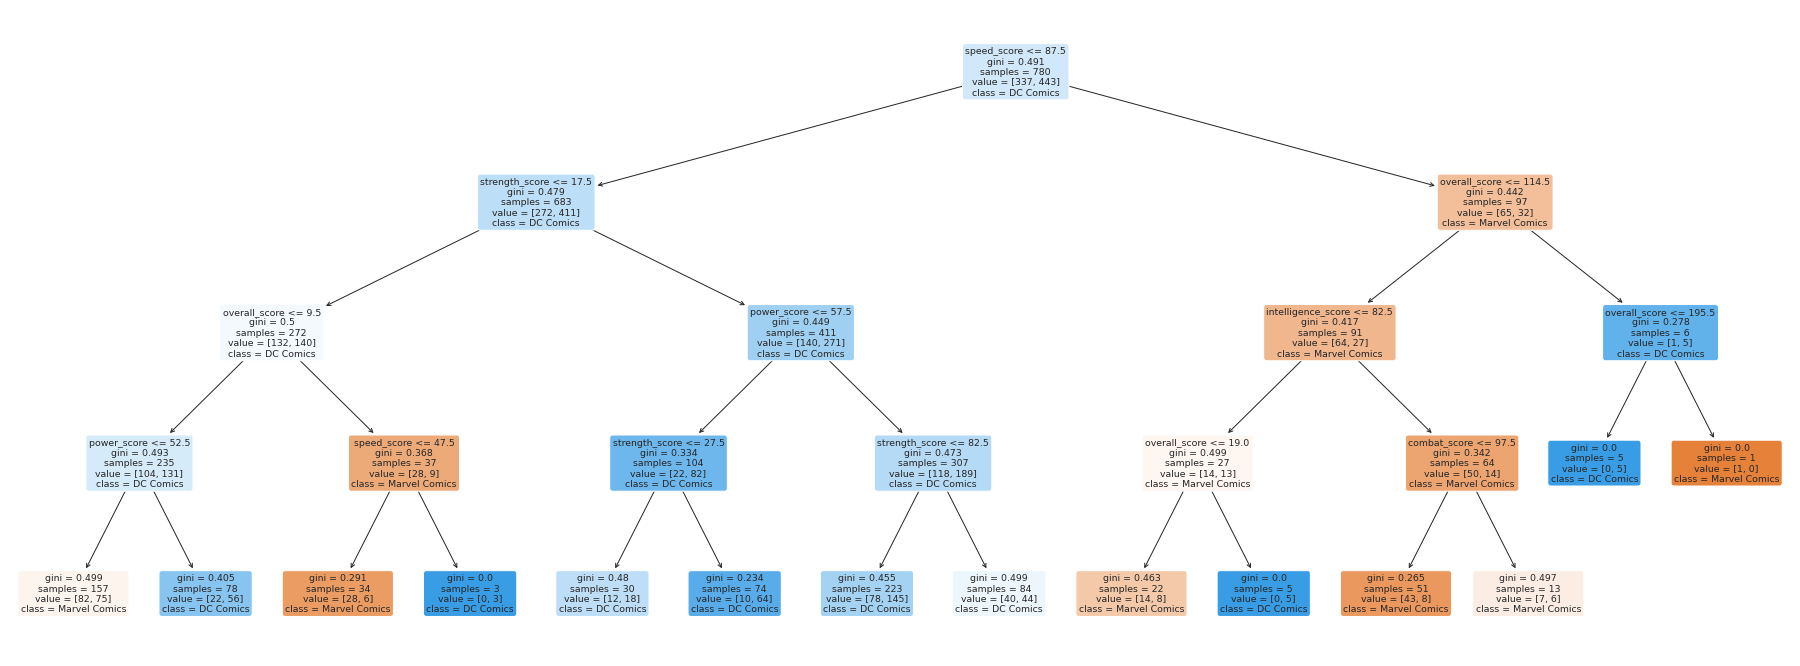 speed_score <= 87.5
gini = 0.491
samples = 780
value = [337, 443]
class = DC Comics
strength_score <= 17.5
gini = 0.479
samples = 683
value = [272, 411]
class = DC Comics
overall_score <= 114.5
gini = 0.442
samples = 97
value = [65, 32]
class = Marvel Comics
overall_score <= 9.5
gini = 0.5
samples = 272
value = [132, 140]
class = DC Comics
power_score <= 57.5
gini = 0.449
samples = 411
value = [140, 271]
class = DC Comics
intelligence_score <= 82.5
gini = 0.417
samples = 91
value = [64, 27]
class = Marvel Comics
overall_score <= 195.5
gini = 0.278
samples = 6
value = [1, 5]
class = DC Comics
power_score <= 52.5
gini = 0.493
samples = 235
value = [104, 131]
class = DC Comics
speed_score <= 47.5
gini = 0.368
samples = 37
value = [28, 9]
class = Marvel Comics
strength_score <= 27.5
gini = 0.334
samples = 104
value = [22, 82]
class = DC Comics
strength_score <= 82.5
gini = 0.473
samples = 307
value = [118, 189]
class = DC Comics
overall_score <= 19.0
gini = 0.499
samples = 27
value = [14, 13]
class = Marvel Comics
combat_score <= 97.5
gini = 0.342
samples = 64
value = [50, 14]
class = Marvel Comics
gini = 0.0
samples = 5
value = [0, 5]
class = DC Comics
gini = 0.0
samples = 1
value = [1, 0]
class = Marvel Comics
gini = 0.499
samples = 157
value = [82, 75]
class = Marvel Comics
gini = 0.405
samples = 78
value = [22, 56]
class = DC Comics
gini = 0.291
samples = 34
value = [28, 6]
class = Marvel Comics
gini = 0.0
samples = 3
value = [0, 3]
class = DC Comics
gini = 0.48
samples = 30
value = [12, 18]
class = DC Comics
gini = 0.234
samples = 74
value = [10, 64]
class = DC Comics
gini = 0.455
samples = 223
value = [78, 145]
class = DC Comics
gini = 0.499
samples = 84
value = [40, 44]
class = DC Comics
gini = 0.463
samples = 22
value = [14, 8]
class = Marvel Comics
gini = 0.0
samples = 5
value = [0, 5]
class = DC Comics
gini = 0.265
samples = 51
value = [43, 8]
class = Marvel Comics
gini = 0.497
samples = 13
value = [7, 6]
class = Marvel Comics